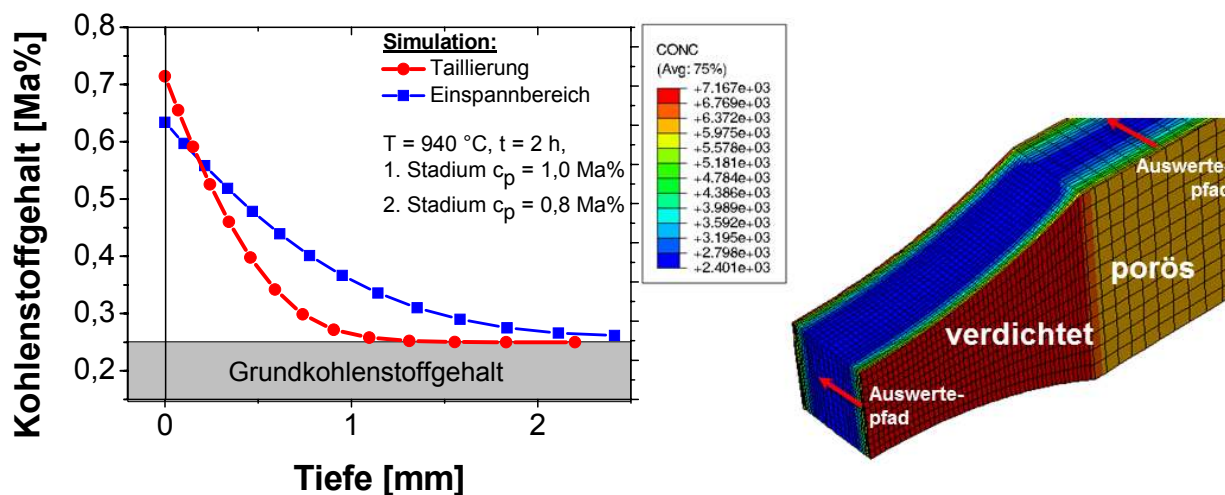 0,8
0,7
0,6
0,5
0,4
0,3
0,2
Kohlenstoffgehalt [Ma%]
Simulation:
Taillierung
Einspannbereich
T = 940 °C, t = 2 h,
1. Stadium cp = 1,0 Ma%
2. Stadium cp = 0,8 Ma%
Grundkohlenstoffgehalt
0 1 2
Tiefe [mm]
CONC
(Avg: 75%)
+7.167e+03
+6.769e+03
+6.372e+03
+5.975e+03
+5.578e+03
+5.181e+03
+4.784e+03
+4.386e+03
+3.989e+03
+3.592e+03
+3.195e+03
+2.798e+03
+2.401e+03
Auswerte-
pfad
porös
verdichtet
Auswerte-
pfad